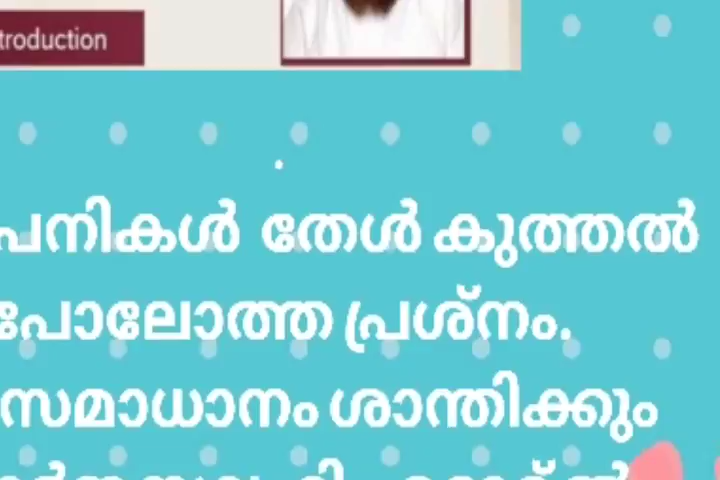 troduction
പനികൾ തേൾ കുത്തൽ
പോലോത്ത പ്രശ്നം.
സമാധാനം ശാന്തിക്കും